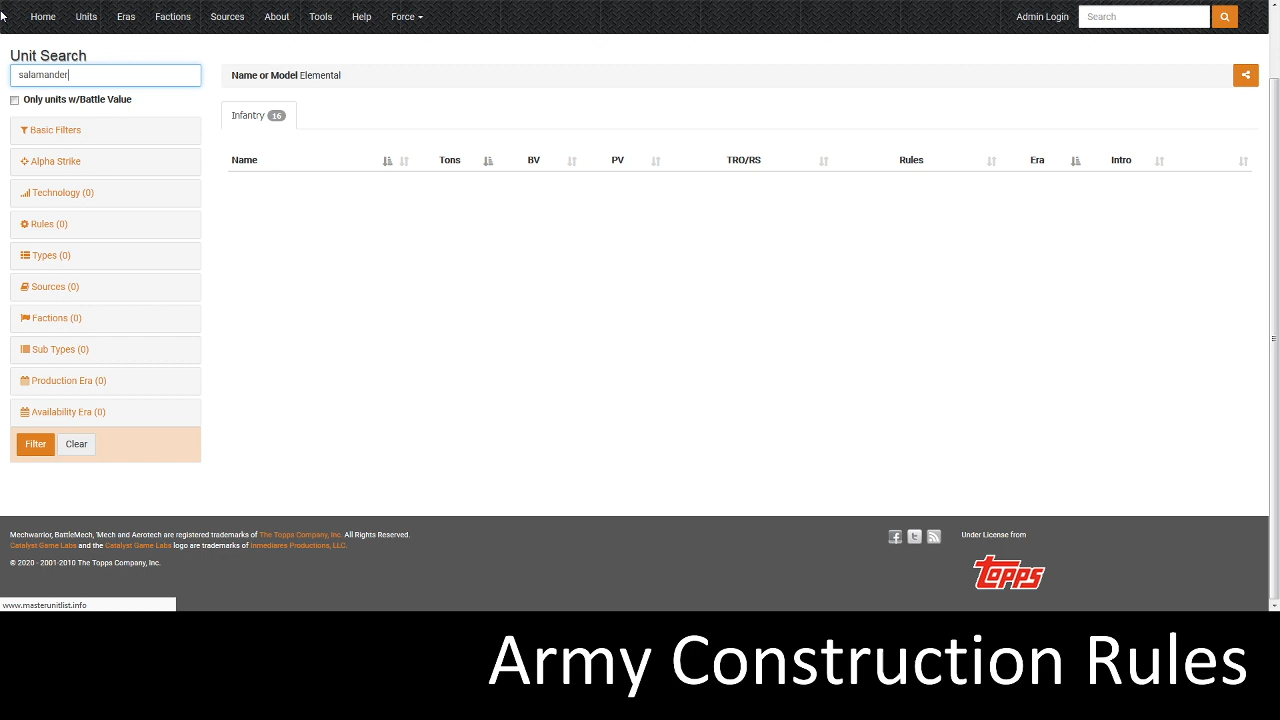 Home Units Eras Factions Sources About Tools Help Force Admin Login Search
Unit Search
salamander
Name or Model Elemental
Only units w/Battle Value
Infantry 16
Basic Filters
Name Tons BV PV TRO/RS Rules Era Intro
Alpha Strike
Technology (0)
Rules (0)
Types (0)
Sources (0)
Factions (0)
Sub Types (0)
Production Era (0)
Availability Era (0)
Filter Clear
Mechwarrior, BattleMech, 'Mech and Aerotech are registered trademarks of The Topps Company, Inc. All Rights Reserved.
Catalyst Game Labs and the Catalyst Game Labs logo are trademarks of Inmediares Productions, LLC.
© 2020 - 2001-2010 The Topps Company, Inc.
Under License from
topps
www.masterunitlist.info
Army Construction Rules